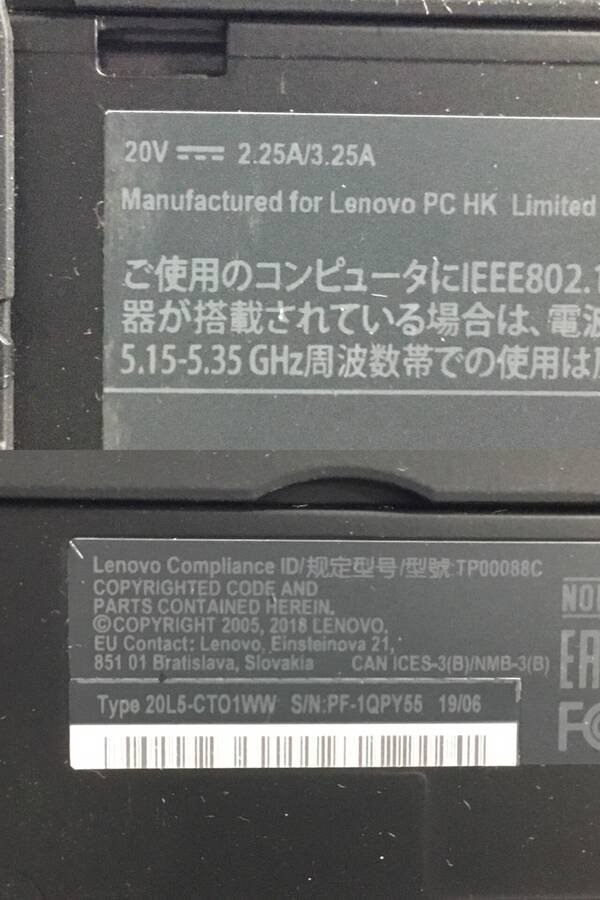 20V ⎓ 2.25A/3.25A
Manufactured for Lenovo PC HK Limited
ご使用のコンピュータにIEEE802.1
器が搭載されている場合は、電波
5.15-5.35 GHz周波数帯での使用は
Lenovo Compliance ID/规定型号/型號:TP00088C
COPYRIGHTED CODE AND
PARTS CONTAINED HEREIN.
©COPYRIGHT 2005, 2018 LENOVO.
EU Contact: Lenovo, Einsteinova 21,
851 01 Bratislava, Slovakia CAN ICES-3(B)/NMB-3(B)
Type 20L5-CTO1WW S/N:PF-1QPY55 19/06